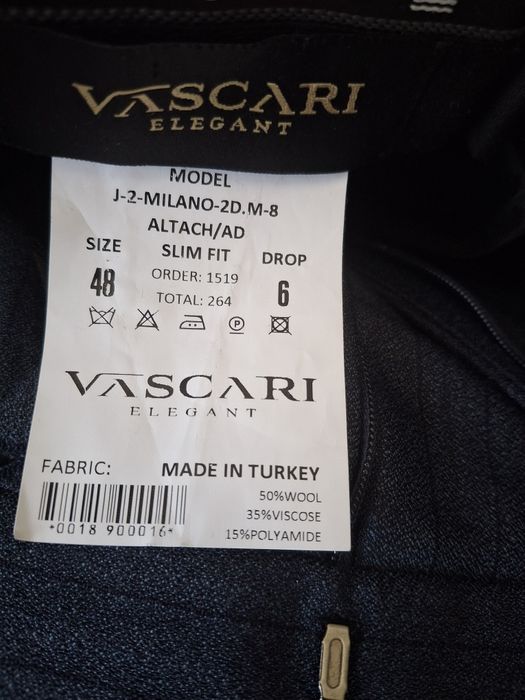 VASCARI
ELEGANT
MODEL
J-2-MILANO-2D.M-8
ALTACH/AD
SIZE SLIM FIT DROP
48 ORDER: 1519 6
TOTAL: 264
P
VASCARI
ELEGANT
FABRIC: MADE IN TURKEY
50%WOOL
35%VISCOSE
*0018 900016* 15%POLYAMIDE